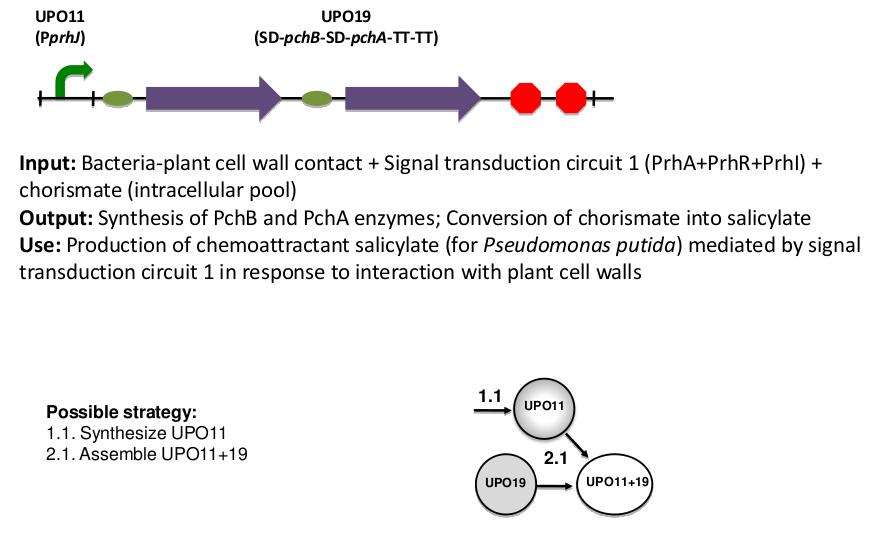 UPO11
(PprhJ)
UPO19
(SD-pchB-SD-pchA-TT-TT)
Input: Bacteria-plant cell wall contact + Signal transduction circuit 1 (PrhA+PrhR+PrhI) +
chorismate (intracellular pool)
Output: Synthesis of PchB and PchA enzymes; Conversion of chorismate into salicylate
Use: Production of chemoattractant salicylate (for Pseudomonas putida) mediated by signal
transduction circuit 1 in response to interaction with plant cell walls
Possible strategy:
1.1. Synthesize UPO11
2.1. Assemble UPO11+19
1.1
UPO11
2.1
UPO19
UPO11+19